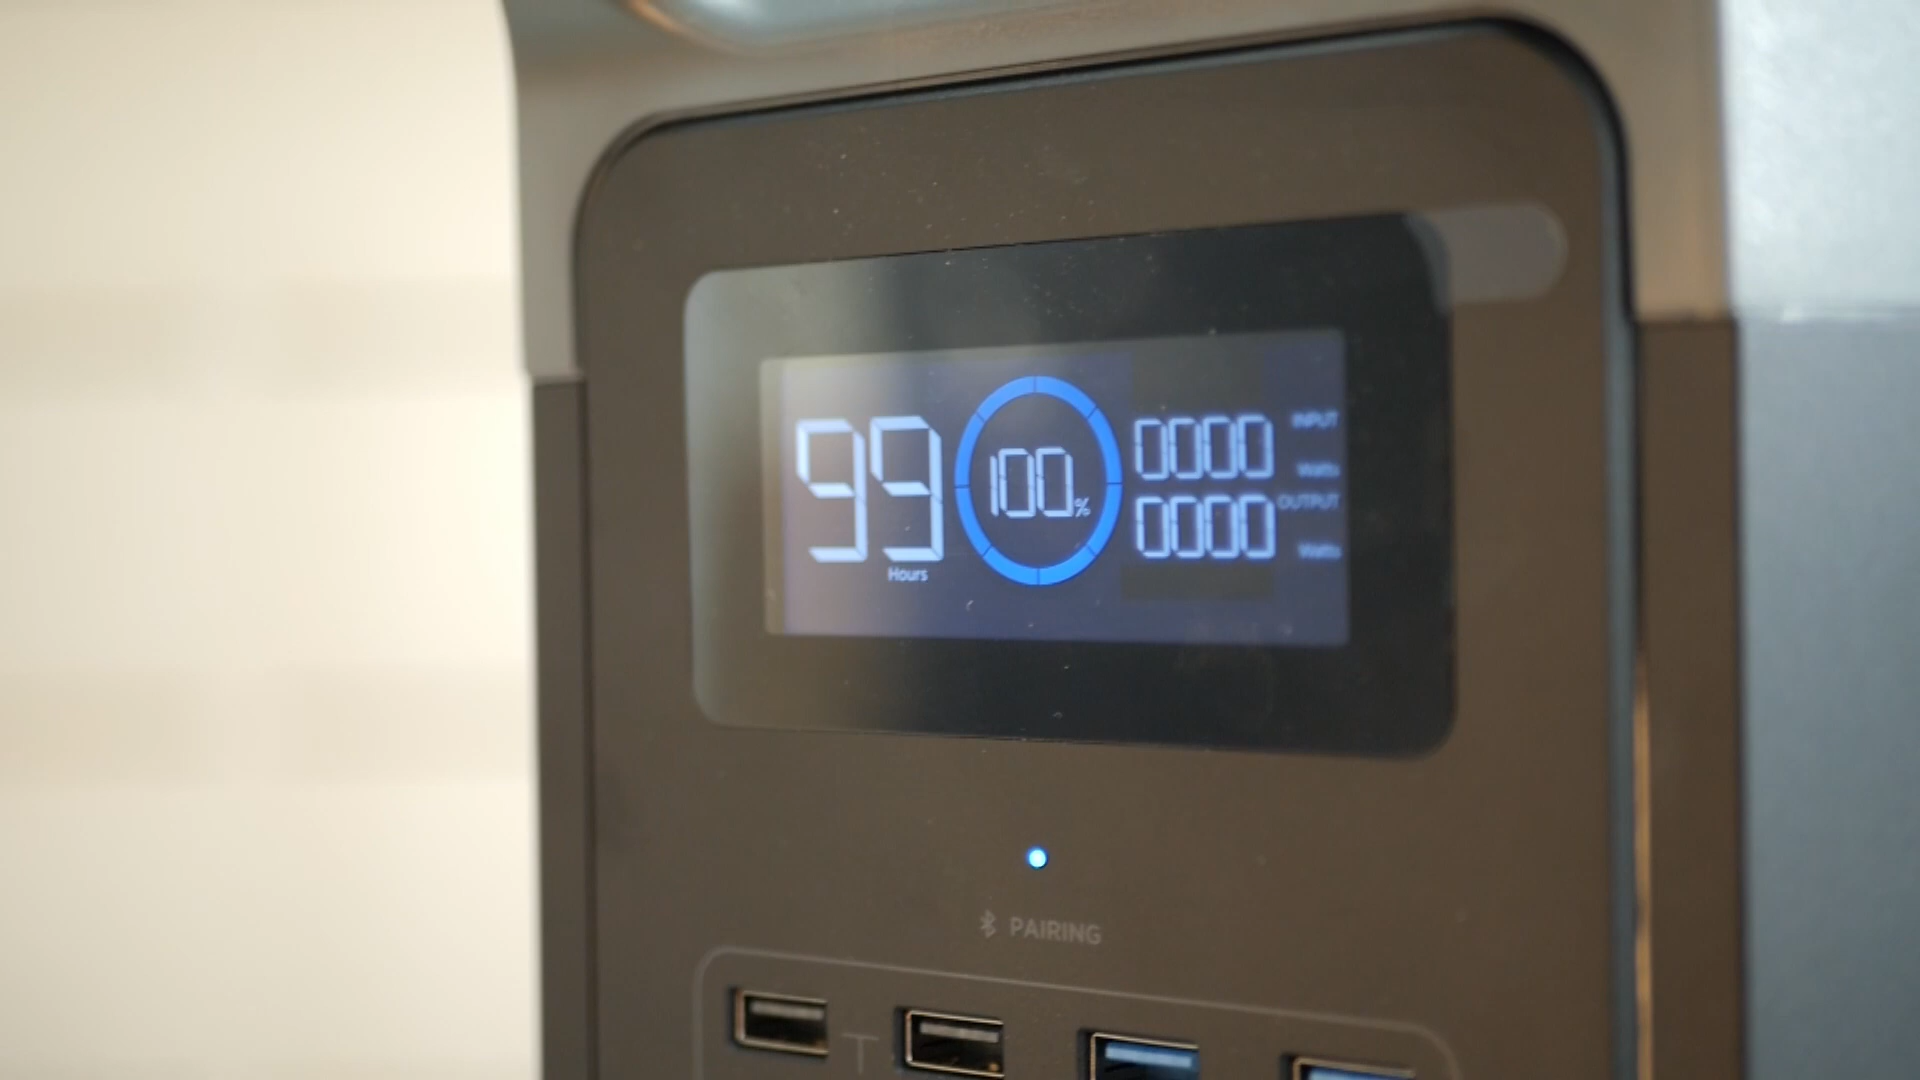 99
Hours
100%
0000 INPUT
Watts
0000 OUTPUT
Watts
PAIRING